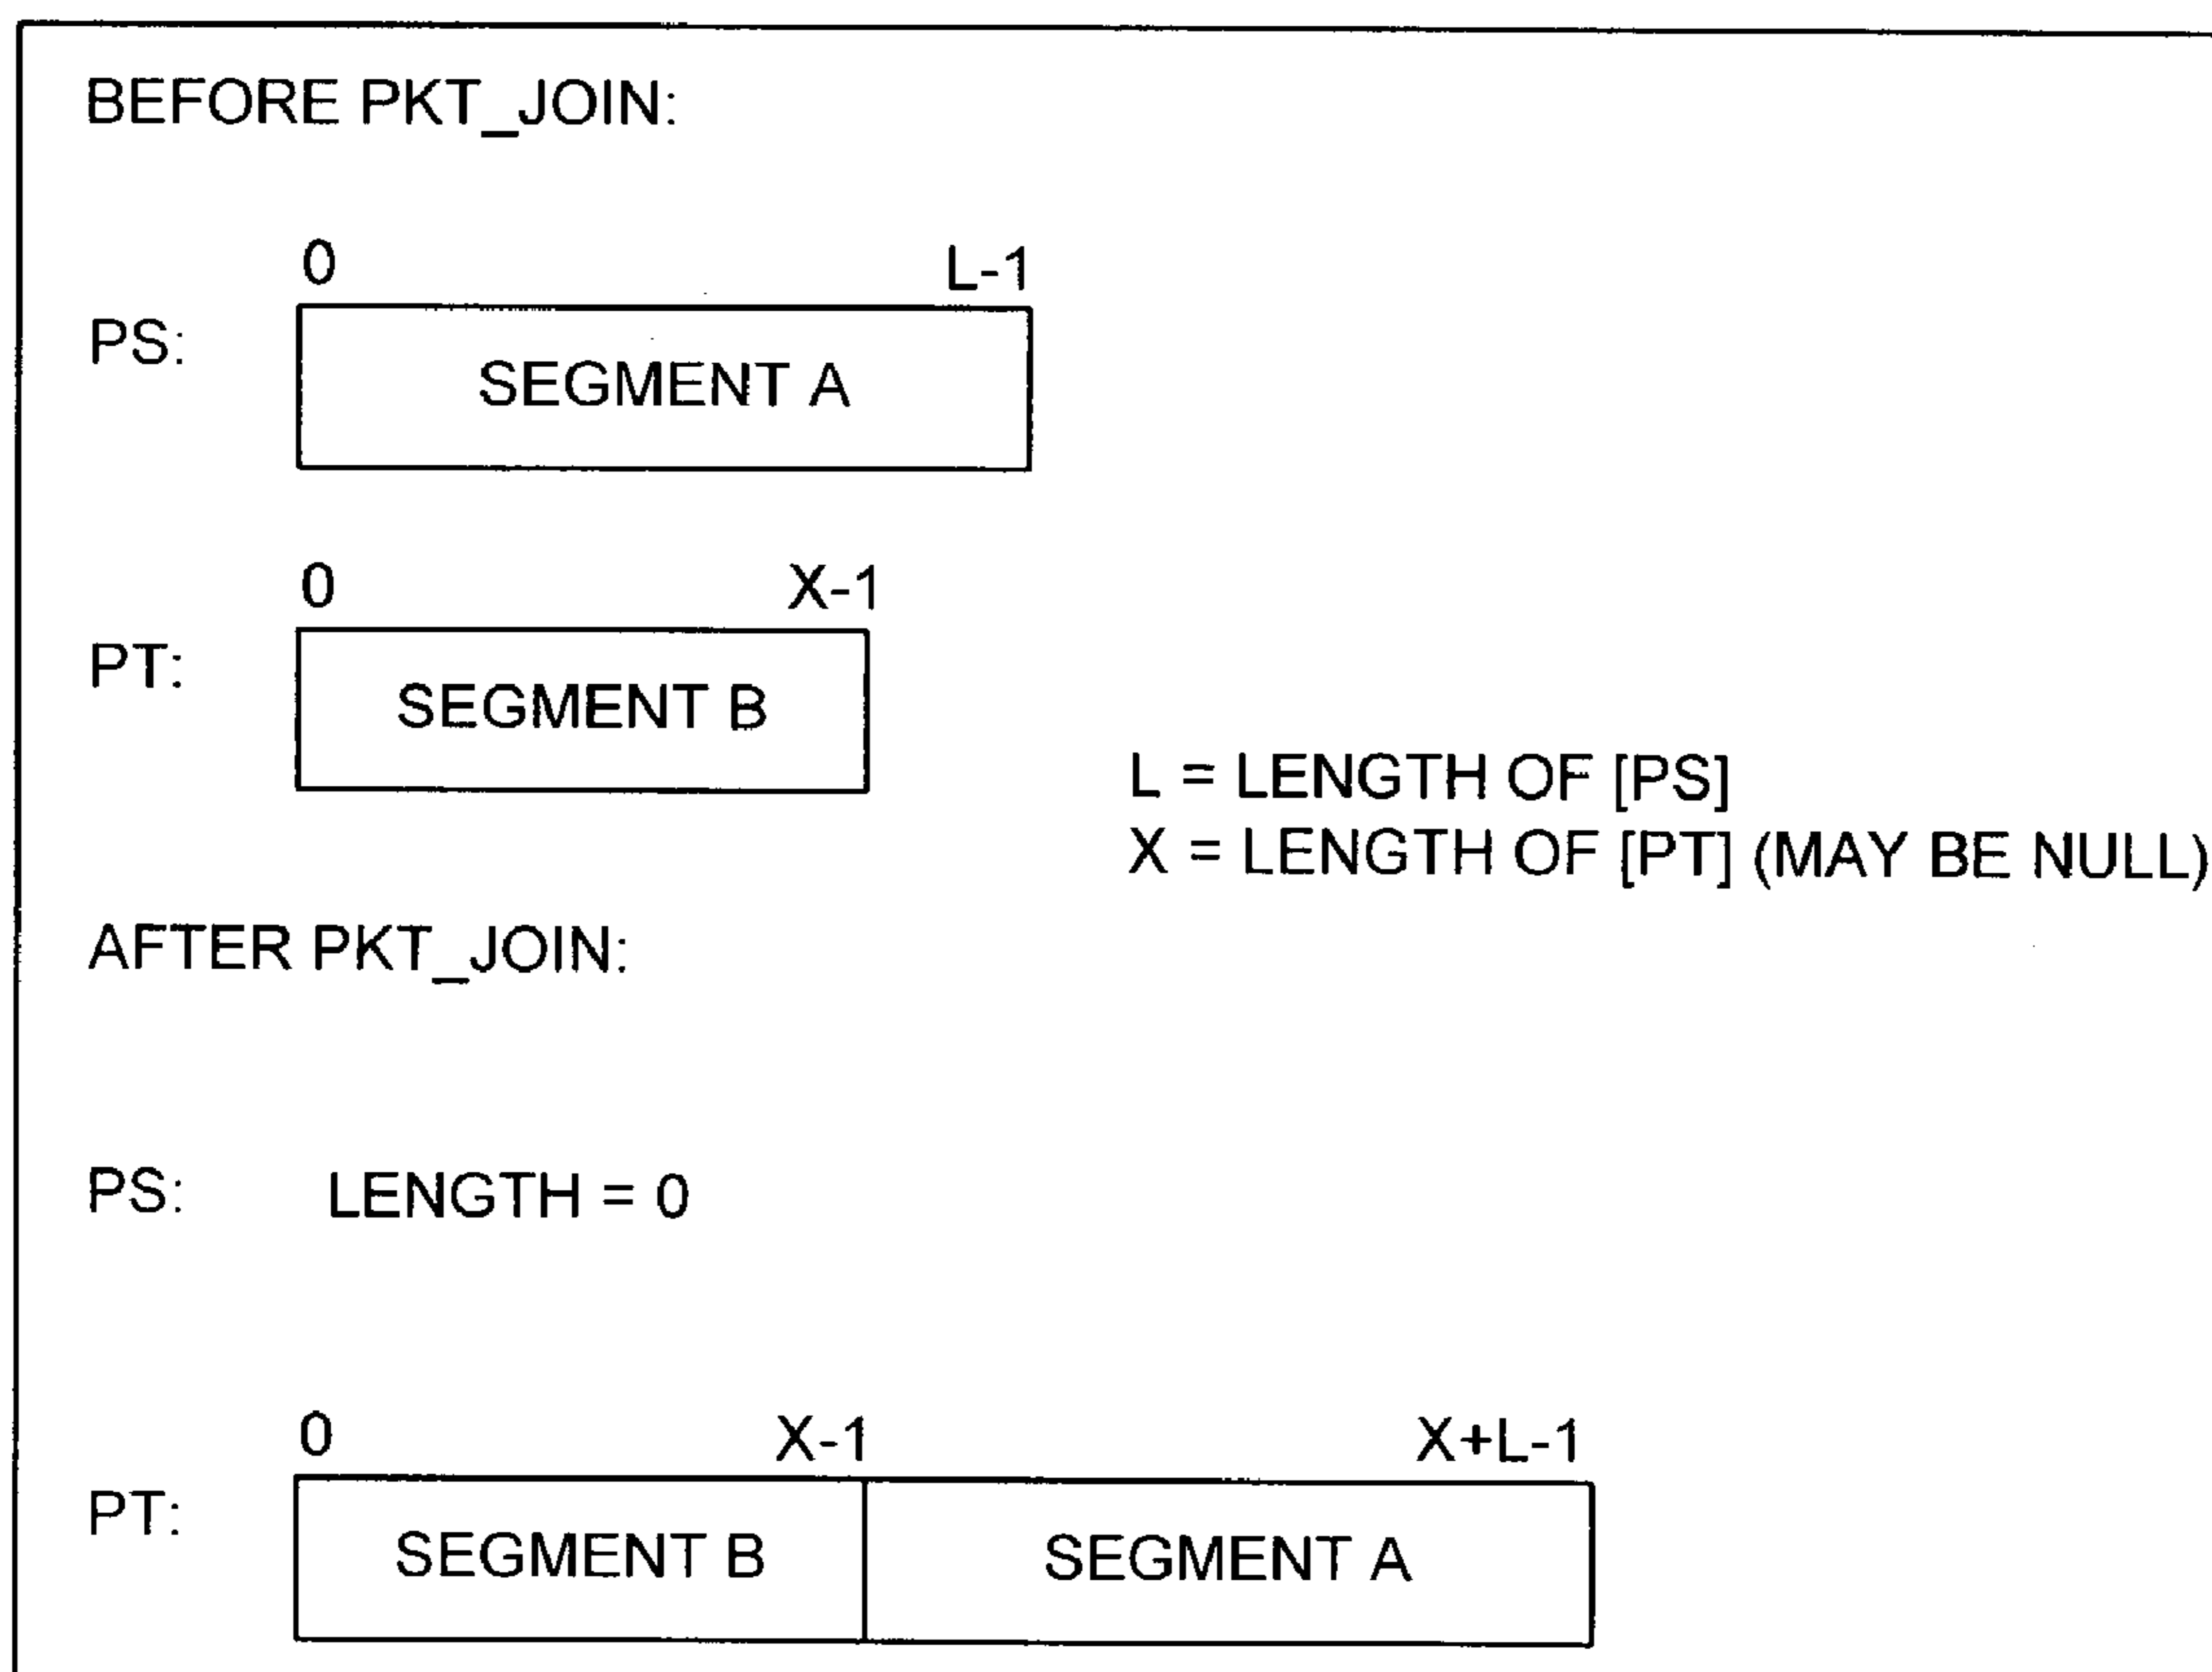 BEFORE PKT_JOIN:
0 L-1
PS:
SEGMENT A
0 X-1
PT:
SEGMENT B
L = LENGTH OF [PS]
X = LENGTH OF [PT] (MAY BE NULL)
AFTER PKT_JOIN:
PS: LENGTH = 0
0 X-1 X+L-1
PT:
SEGMENT B SEGMENT A